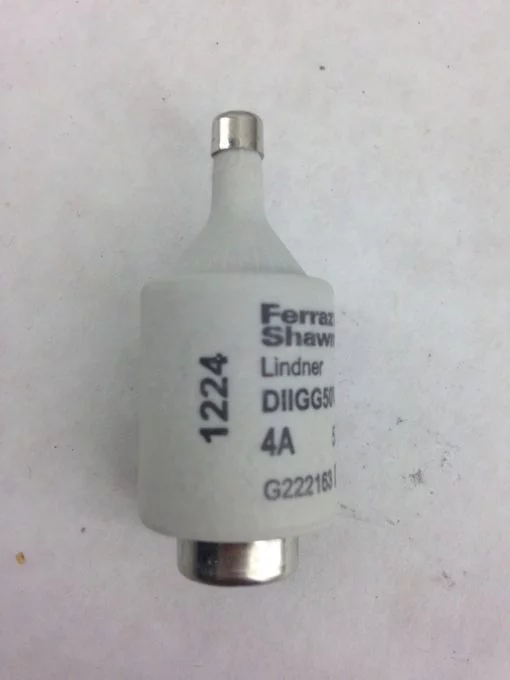 1224
Ferraz
Shawm
Lindner
DIIGG50
4A
G222163